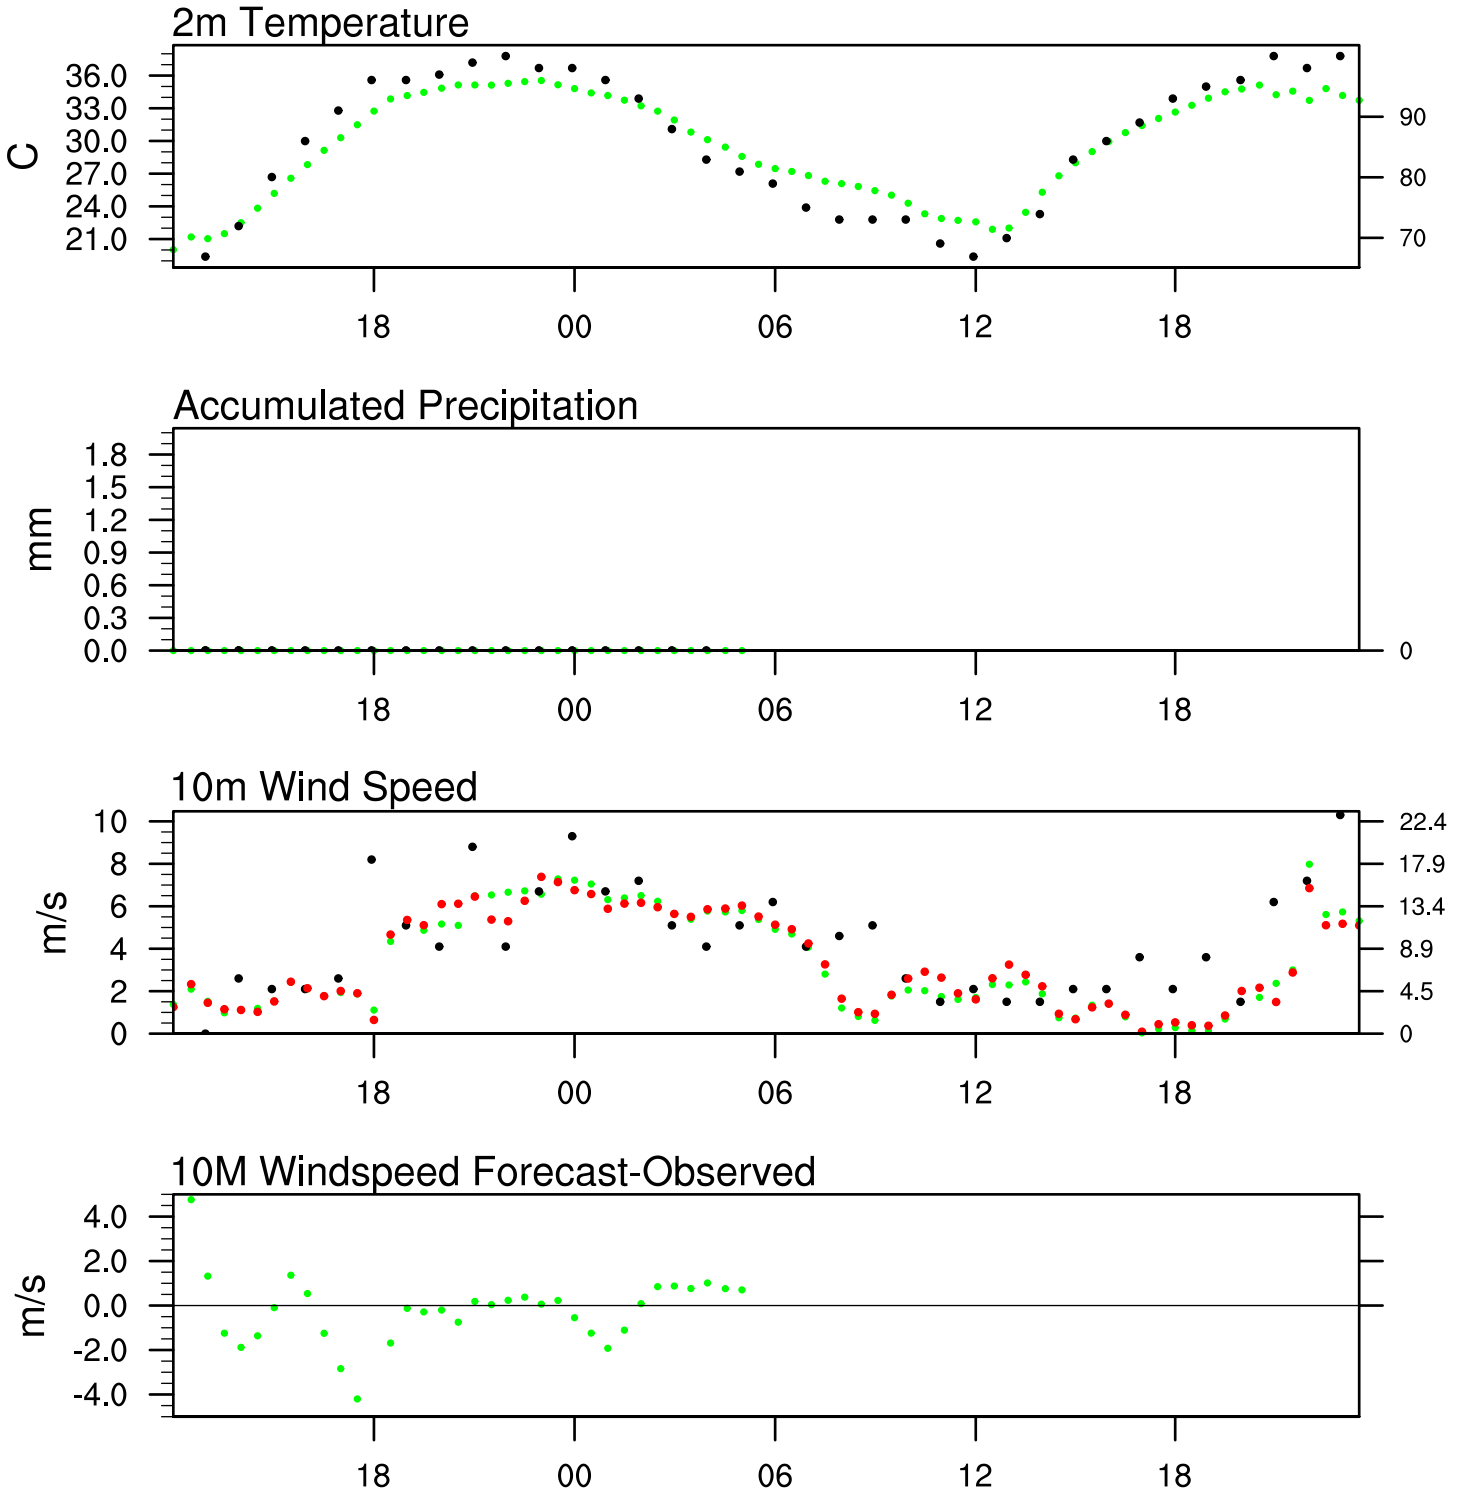 2m Temperature
36.0
33.0
30.0
27.0
24.0
21.0
C
90
80
70
18 00 06 12 18
Accumulated Precipitation
1.8
1.5
1.2
0.9
0.6
0.3
0.0
mm
0
18 00 06 12 18
10m Wind Speed
10
8
6
4
2
0
m/s
22.4
17.9
13.4
8.9
4.5
0
18 00 06 12 18
10M Windspeed Forecast-Observed
4.0
2.0
0.0
-2.0
-4.0
m/s
18 00 06 12 18